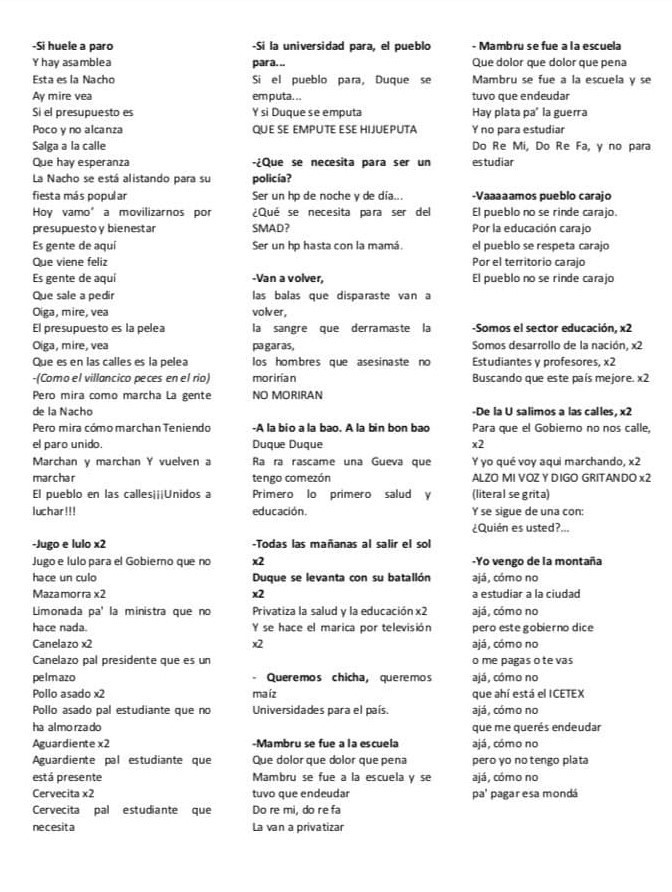 -Si huele a paro
Y hay asamblea
Esta es la Nacho
Ay mire vea
Si el presupuesto es
Poco y no alcanza
Salga a la calle
Que hay esperanza
La Nacho se está alistando para su
fiesta más popular
Hoy vamo' a movilizarnos por
presupuesto y bienestar
Es gente de aquí
Que viene feliz
Es gente de aquí
Que sale a pedir
Oiga, mire, vea
El presupuesto es la pelea
Oiga, mire, vea
Que es en las calles es la pelea
-(Como el villancico peces en el rio)
Pero mira como marcha La gente
de la Nacho
Pero mira cómo marchan Teniendo
el paro unido.
Marchan y marchan Y vuelven a
marchar
El pueblo en las calles¡¡¡Unidos a
luchar!!!
-Jugo e lulo x2
Jugo e lulo para el Gobierno que no
hace un culo
Mazamorra x2
Limonada pa' la ministra que no
hace nada.
Canelazo x2
Canelazo pal presidente que es un
pelmazo
Pollo asado x2
Pollo asado pal estudiante que no
ha almorzado
Aguardiente x2
Aguardiente pal estudiante que
está presente
Cervecita x2
Cervecita pal estudiante que
necesita
-Si la universidad para, el pueblo
para...
Si el pueblo para, Duque se
emputa...
Y si Duque se emputa
QUE SE EMPUTE ESE HIJUEPUTA
-¿Que se necesita para ser un
policía?
Ser un hp de noche y de día...
¿Qué se necesita para ser del
SMAD?
Ser un hp hasta con la mamá.
-Van a volver,
las balas que disparaste van a
volver,
la sangre que derramaste la
pagaras,
los hombres que asesinaste no
morirían
NO MORIRAN
-A la bio a la bao. A la bin bon bao
Duque Duque
Ra ra rascame una Gueva que
tengo comezón
Primero lo primero salud y
educación.
-Todas las mañanas al salir el sol
x2
Duque se levanta con su batallón
x2
Privatiza la salud y la educación x2
Y se hace el marica por televisión
x2
- Queremos chicha, queremos
maíz
Universidades para el país.
-Mambru se fue a la escuela
Que dolor que dolor que pena
Mambru se fue a la escuela y se
tuvo que endeudar
Do re mi, do re fa
La van a privatizar
- Mambru se fue a la escuela
Que dolor que dolor que pena
Mambru se fue a la escuela y se
tuvo que endeudar
Hay plata pa' la guerra
Y no para estudiar
Do Re Mi, Do Re Fa, y no para
estudiar
-Vaaaaamos pueblo carajo
El pueblo no se rinde carajo.
Por la educación carajo
el pueblo se respeta carajo
Por el territorio carajo
El pueblo no se rinde carajo
-Somos el sector educación, x2
Somos desarrollo de la nación, x2
Estudiantes y profesores, x2
Buscando que este país mejore. x2
-De la U salimos a las calles, x2
Para que el Gobierno no nos calle,
x2
Y yo qué voy aqui marchando, x2
ALZO MI VOZ Y DIGO GRITANDO x2
(literal se grita)
Y se sigue de una con:
¿Quién es usted?...
-Yo vengo de la montaña
ajá, cómo no
a estudiar a la ciudad
ajá, cómo no
pero este gobierno dice
ajá, cómo no
o me pagas o te vas
ajá, cómo no
que ahí está el ICETEX
ajá, cómo no
que me querés endeudar
ajá, cómo no
pero yo no tengo plata
ajá, cómo no
pa' pagar esa mondá